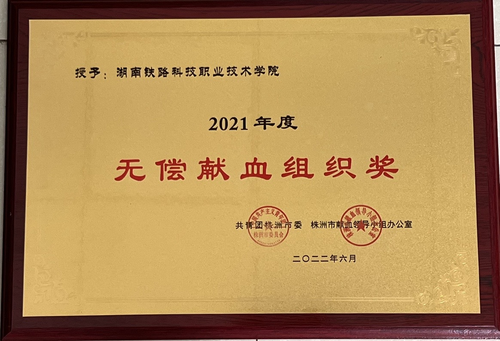 授予：湖南铁路科技职业技术学院
2021年度
无偿献血组织奖
共青团株洲市委 株洲市献血领导小组办公室
二〇二二年六月